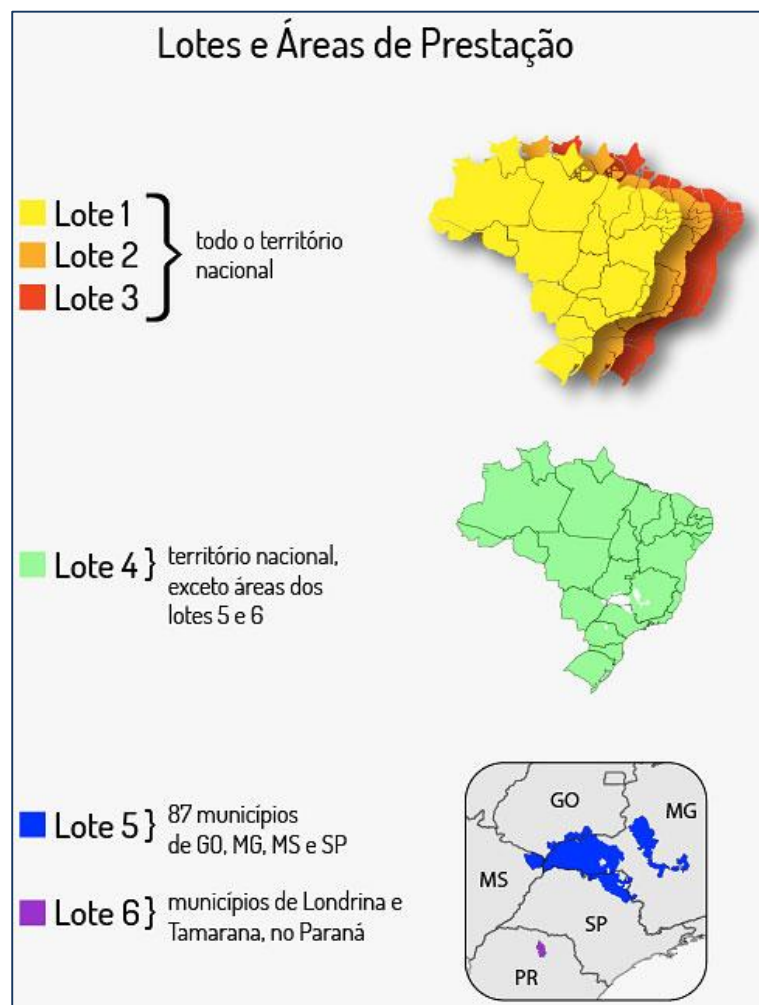 Lotes e Áreas de Prestação
Lote 1
Lote 2
Lote 3
todo o território
nacional
Lote 4
território nacional,
exceto áreas dos
lotes 5 e 6
Lote 5
87 municípios
de GO, MG, MS e SP
Lote 6
municípios de Londrina e
Tamarana, no Paraná
GO
MG
MS
SP
PR